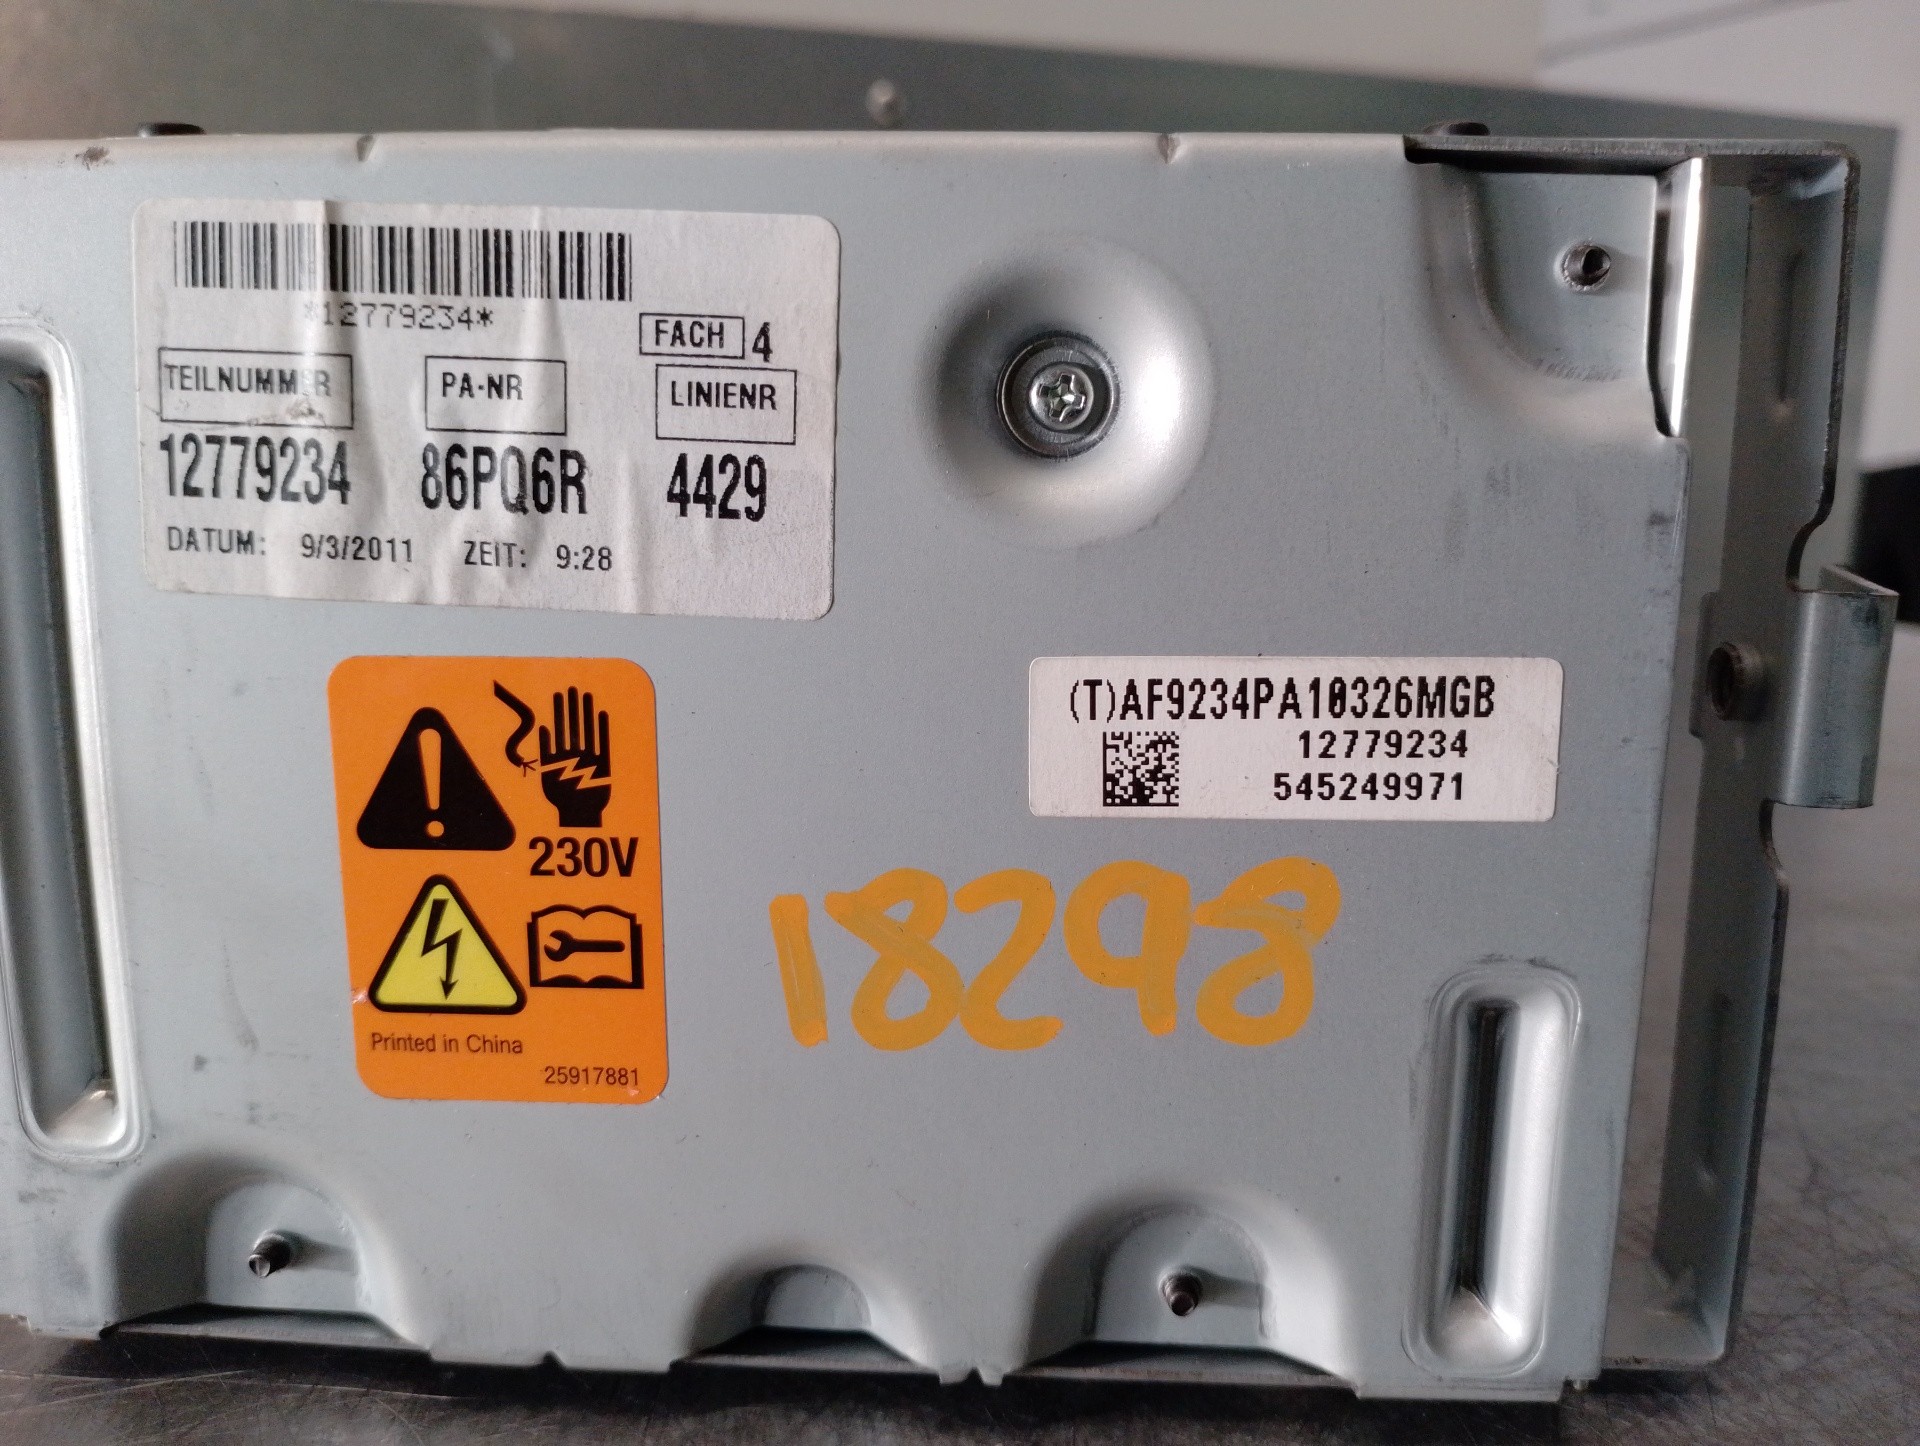 *12779234*
FACH 4
TEILNUMMER PA-NR LINIENR
12779234 86PQ6R 4429
DATUM: 9/3/2011 ZEIT: 9:28
230V
Printed in China
25917881
(T)AF9234PA10326MGB
12779234
545249971
18298